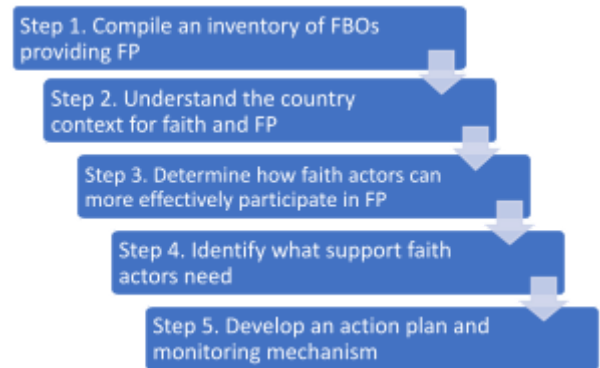 Step 1. Compile an inventory of FBOs
providing FP
Step 2. Understand the country
context for faith and FP
Step 3. Determine how faith actors can
more effectively participate in FP
Step 4. Identify what support faith
actors need
Step 5. Develop an action plan and
monitoring mechanism